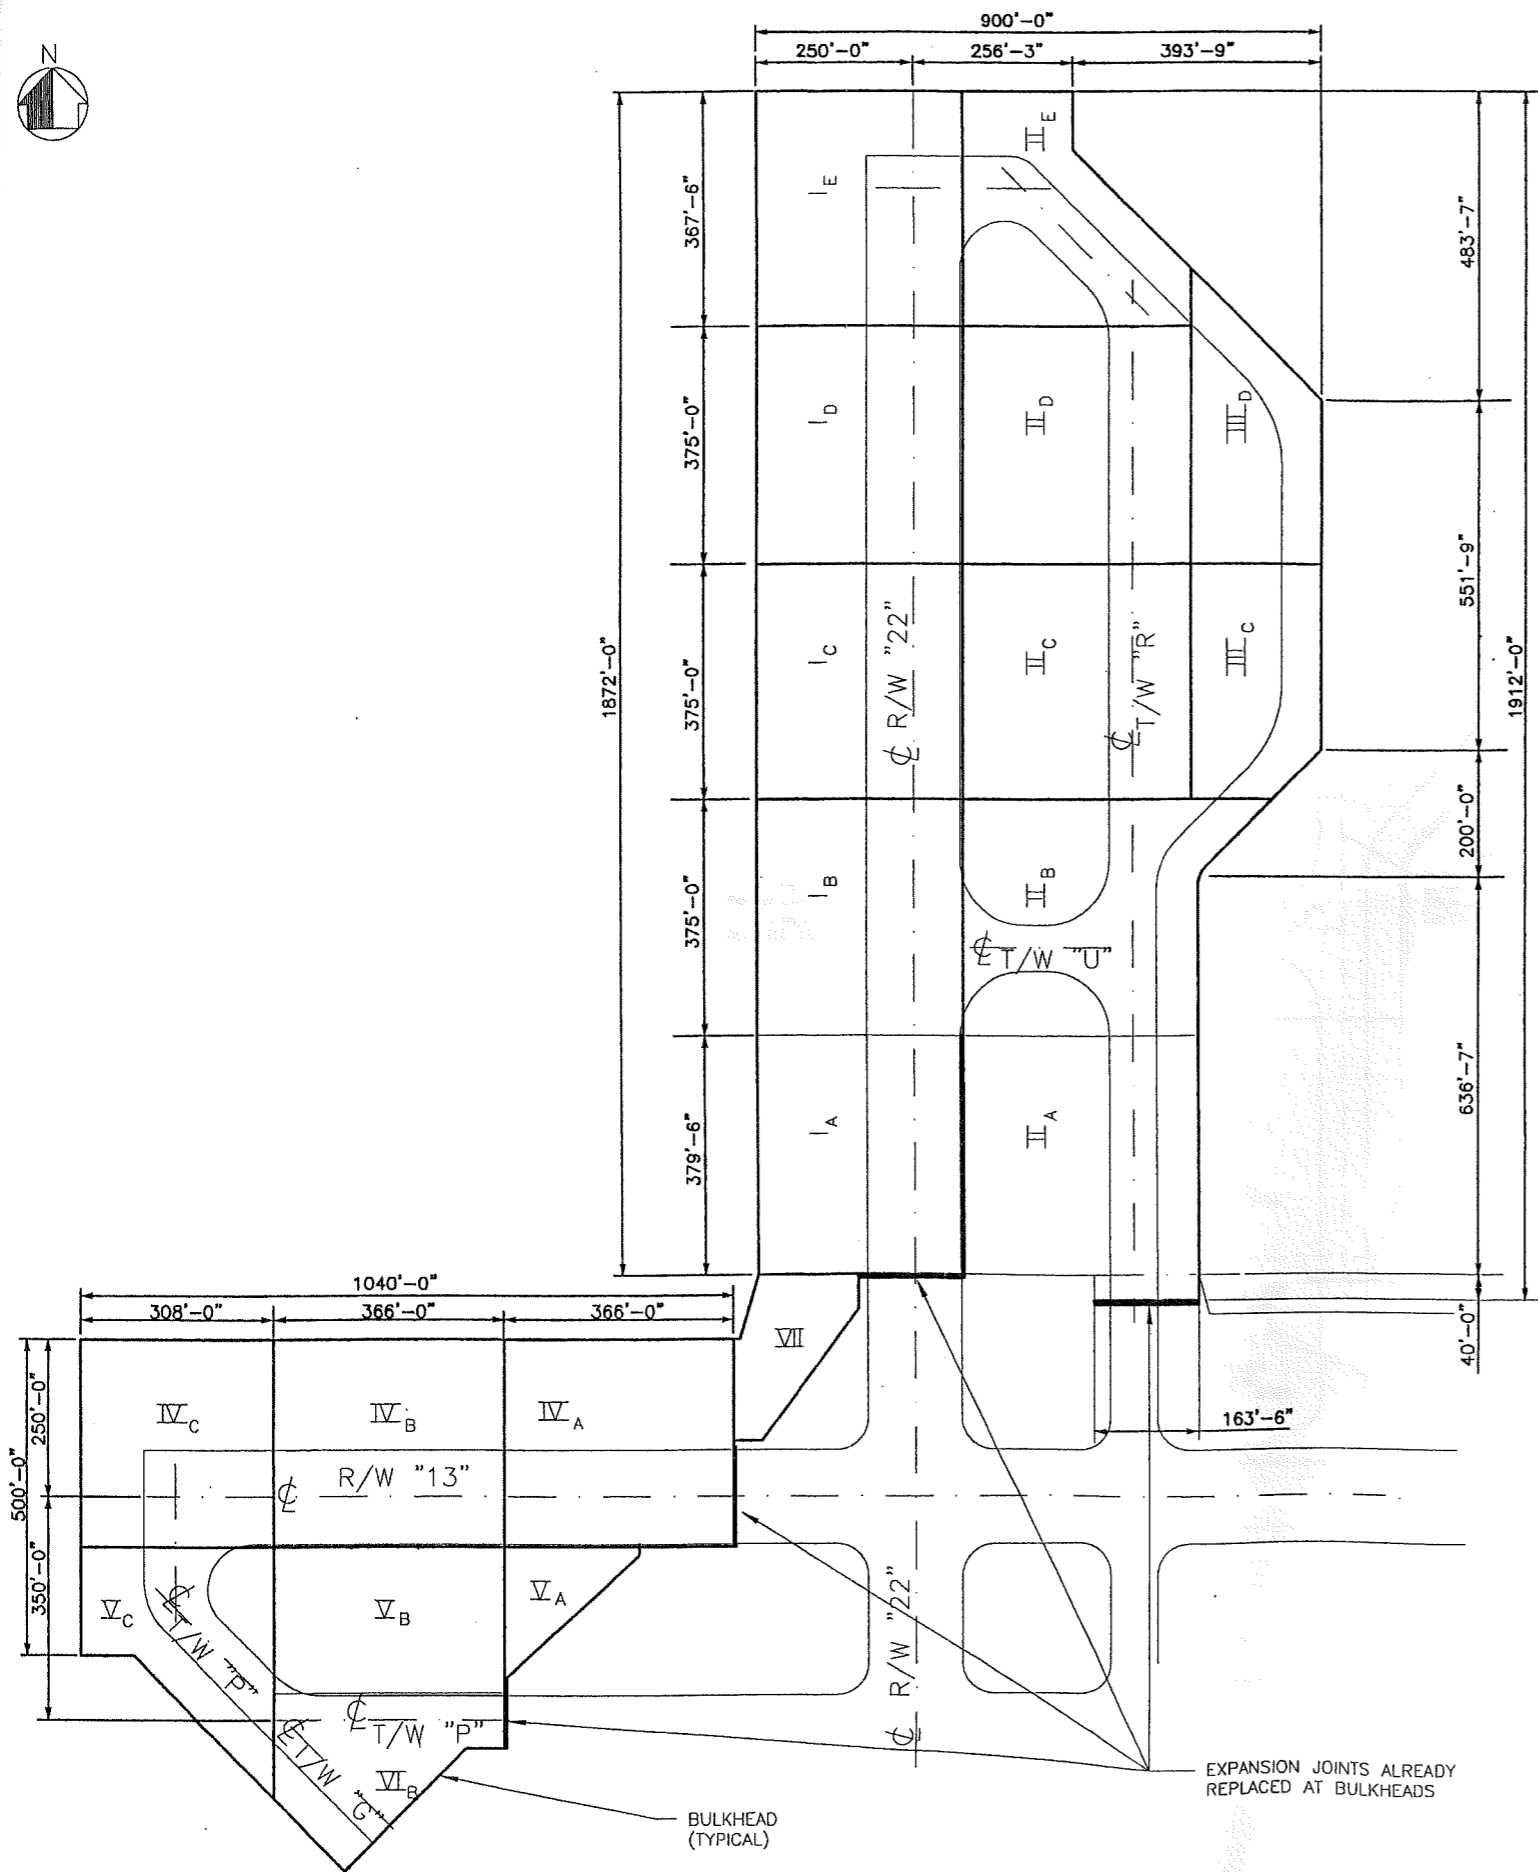 N
900'-0"
250'-0"
256'-3"
393'-9"
II E
I E
367'-6"
483'-7"
375'-0"
I D
II D
III D
551'-9"
1872'-0"
375'-0"
I C
II C
III C
℄ R/W "22"
℄ T/W "R"
1912'-0"
200'-0"
375'-0"
I B
II B
℄ T/W "U"
636'-7"
379'-6"
I A
II A
1040'-0"
308'-0"
366'-0"
366'-0"
VII
40'-0"
163'-6"
500'-0"
250'-0"
350'-0"
IV C
IV B
IV A
℄ R/W "13"
V C
V B
V A
℄ T/W "P"
℄ T/W "P"
℄ T/W "G"
VI B
℄ R/W "22"
EXPANSION JOINTS ALREADY
REPLACED AT BULKHEADS
BULKHEAD
(TYPICAL)